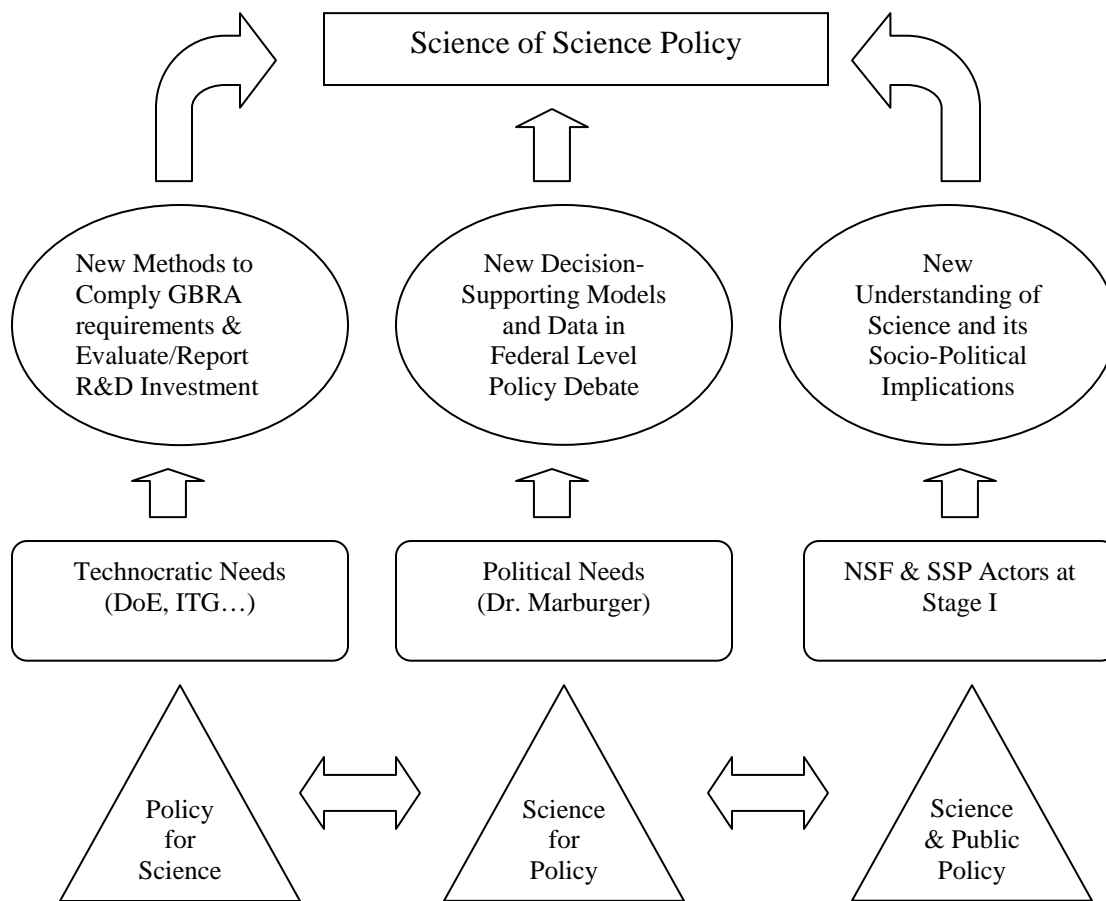 Science of Science Policy
New Methods to
Comply GBRA
requirements &
Evaluate/Report
R&D Investment
New Decision-
Supporting Models
and Data in
Federal Level
Policy Debate
New
Understanding of
Science and its
Socio-Political
Implications
Technocratic Needs
(DoE, ITG…)
Political Needs
(Dr. Marburger)
NSF & SSP Actors at
Stage I
Policy
for
Science
Science
for
Policy
Science
& Public
Policy